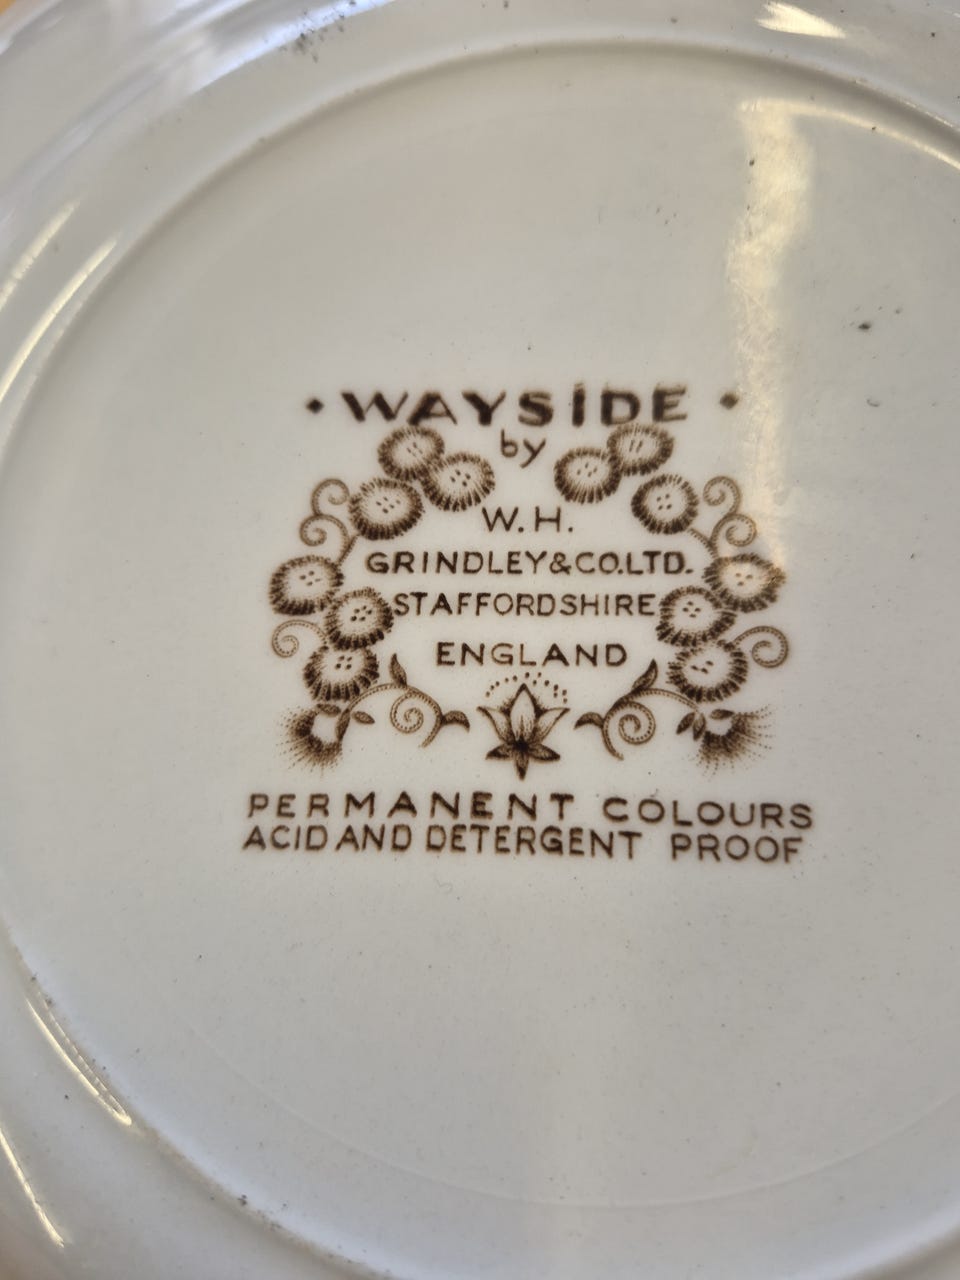 • WAYSIDE •
by
W.H.
GRINDLEY&CO.LTD.
STAFFORDSHIRE
ENGLAND
PERMANENT COLOURS
ACID AND DETERGENT PROOF